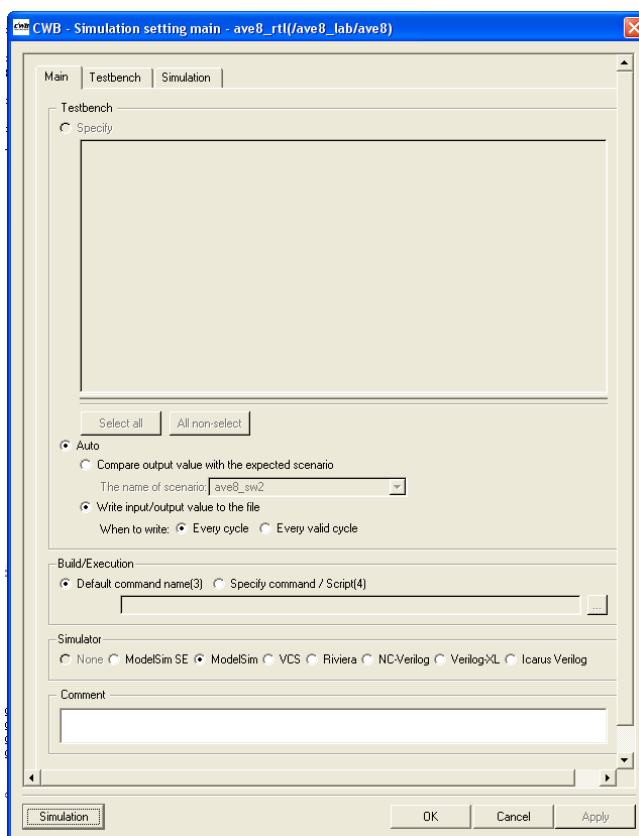 CWB - Simulation setting main - ave8_rtl(/ave8_lab/ave8)
Main Testbench Simulation
Testbench
Specify
Select all All non-select
Auto
Compare output value with the expected scenario
The name of scenario: ave8_sw2
Write input/output value to the file
When to write: Every cycle Every valid cycle
Build/Execution
Default command name(3) Specify command / Script(4)
...
Simulator
None ModelSim SE ModelSim VCS Riviera NC-Verilog Verilog-XL Icarus Verilog
Comment
Simulation OK Cancel Apply